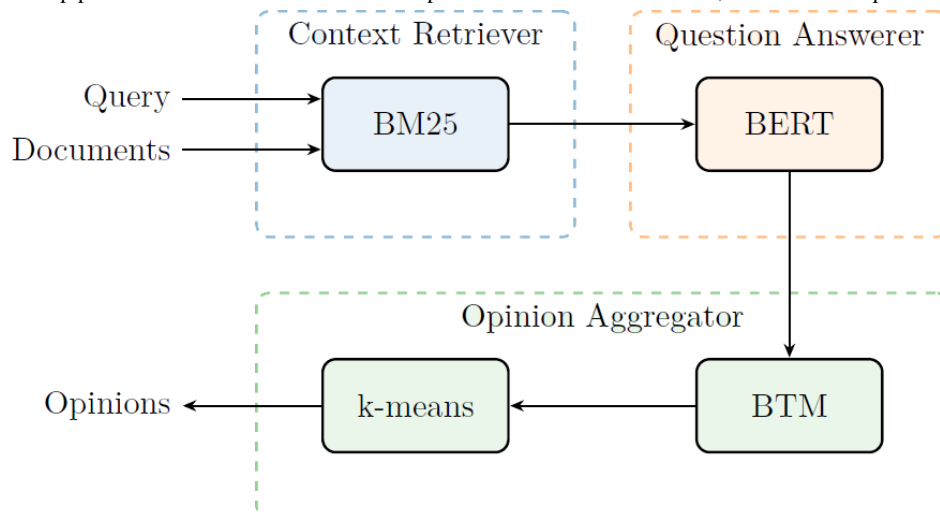 Context Retriever
Question Answerer
Query
Documents
BM25
BERT
Opinion Aggregator
Opinions
k-means
BTM